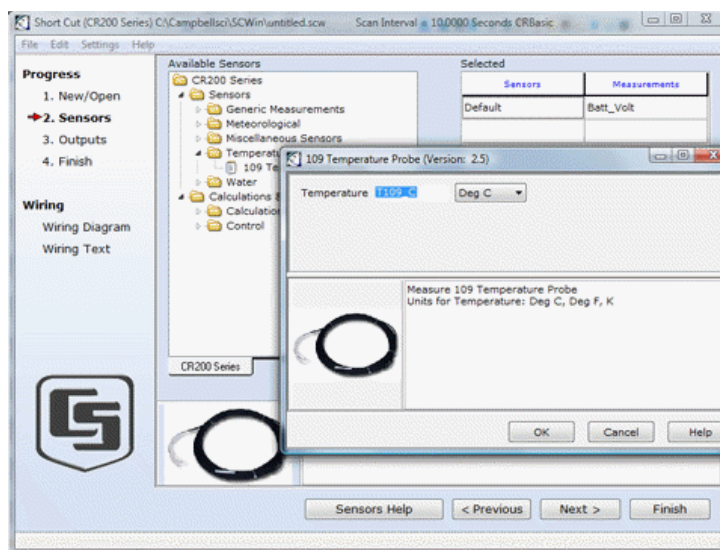 Short Cut (CR200 Series) C:\Campbellsci\SCWin\untitled.scw Scan Interval = 10.0000 Seconds CRBasic
File Edit Settings Help
Progress
1. New/Open
2. Sensors
3. Outputs
4. Finish
Wiring
Wiring Diagram
Wiring Text
Available Sensors
CR200 Series
Sensors
Generic Measurements
Meteorological
Miscellaneous Sensors
Temperatu
109 Te
Water
Calculations &
Calculation
Control
CR200 Series
Selected
Sensors Measurements
Default Batt_Volt
109 Temperature Probe (Version: 2.5)
Temperature T109_C Deg C
Measure 109 Temperature Probe
Units for Temperature: Deg C, Deg F, K
OK Cancel Help
Sensors Help < Previous Next > Finish